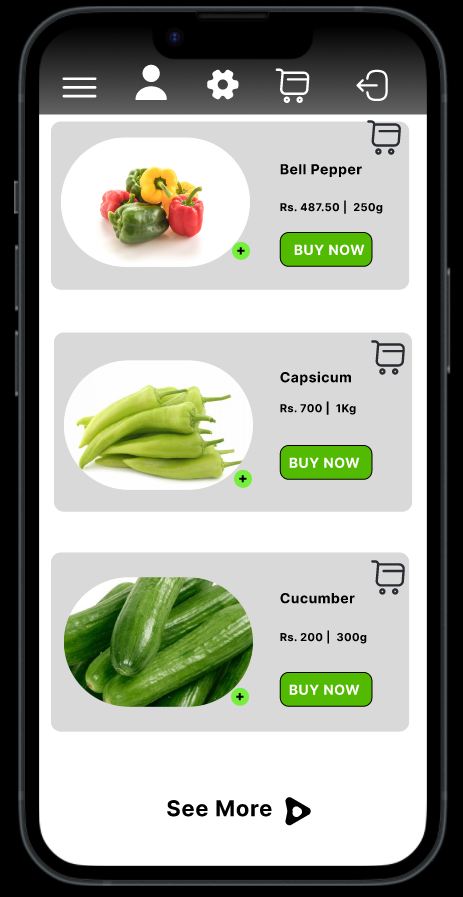 Bell Pepper
Rs. 487.50 | 250g
BUY NOW
Capsicum
Rs. 700 | 1Kg
BUY NOW
Cucumber
Rs. 200 | 300g
BUY NOW
See More